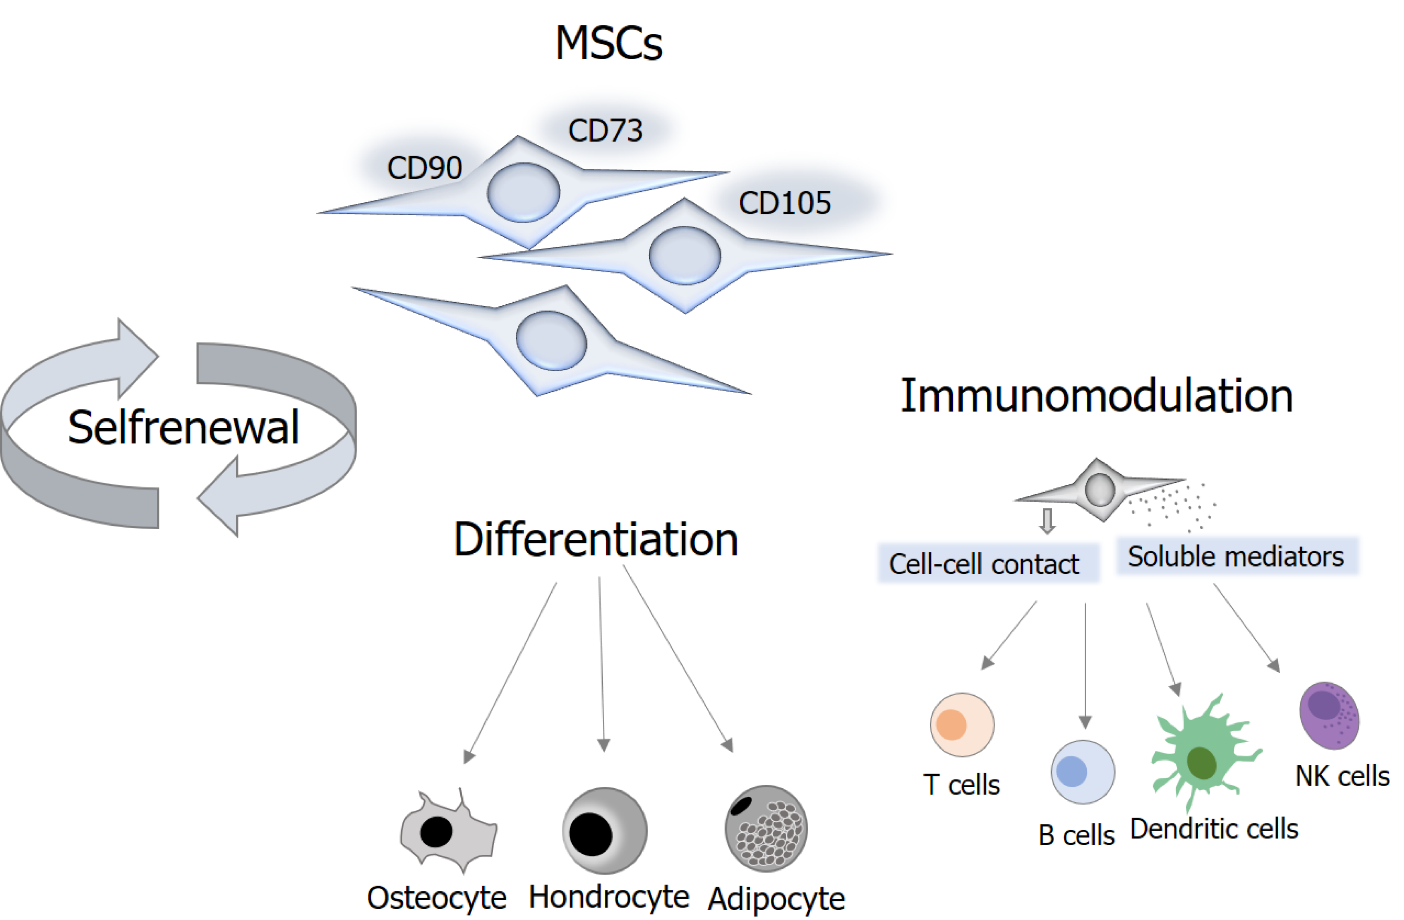 MSCs
CD73
CD90
CD105
Selfrenewal
Immunomodulation
Differentiation
Cell-cell contact
Soluble mediators
T cells
B cells
Dendritic cells
NK cells
Osteocyte
Hondrocyte
Adipocyte